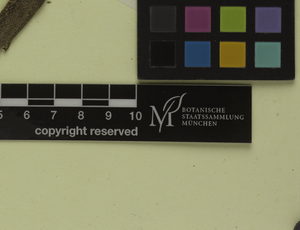 5 6 7 8 9 10
copyright reserved
M
BOTANISCHE
STAATSSAMMLUNG
MÜNCHEN